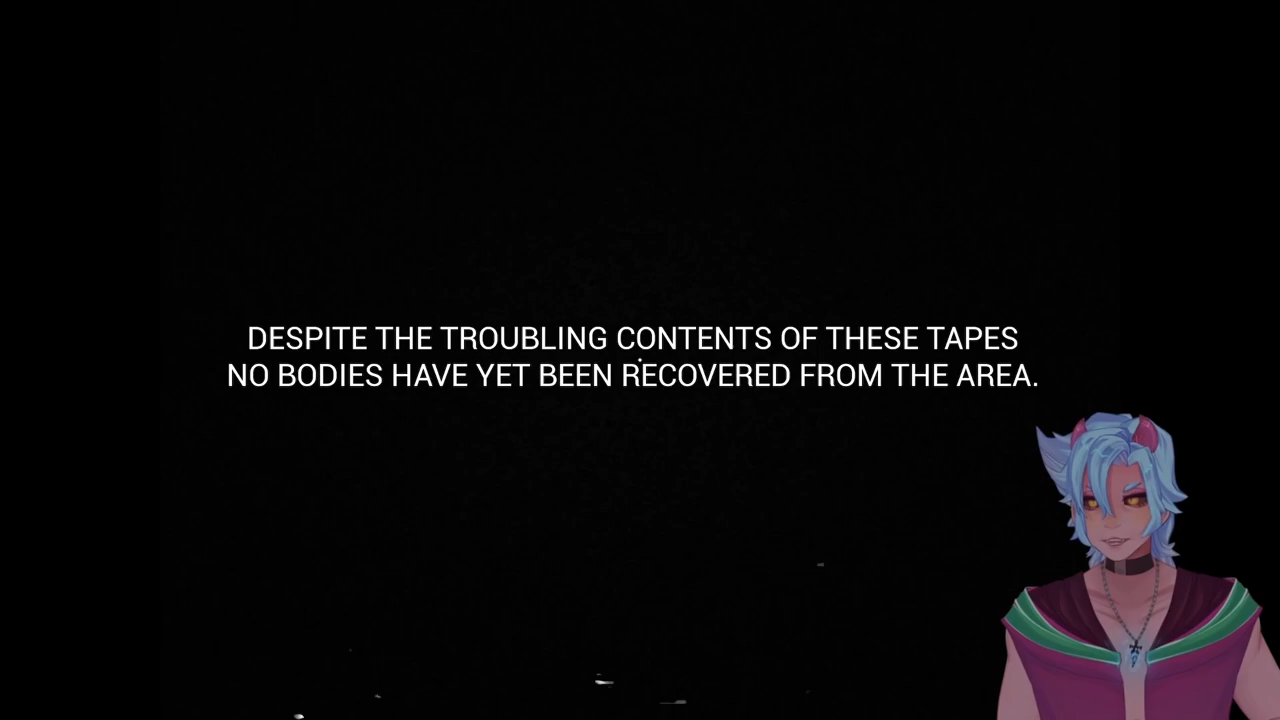 DESPITE THE TROUBLING CONTENTS OF THESE TAPES
NO BODIES HAVE YET BEEN RECOVERED FROM THE AREA.